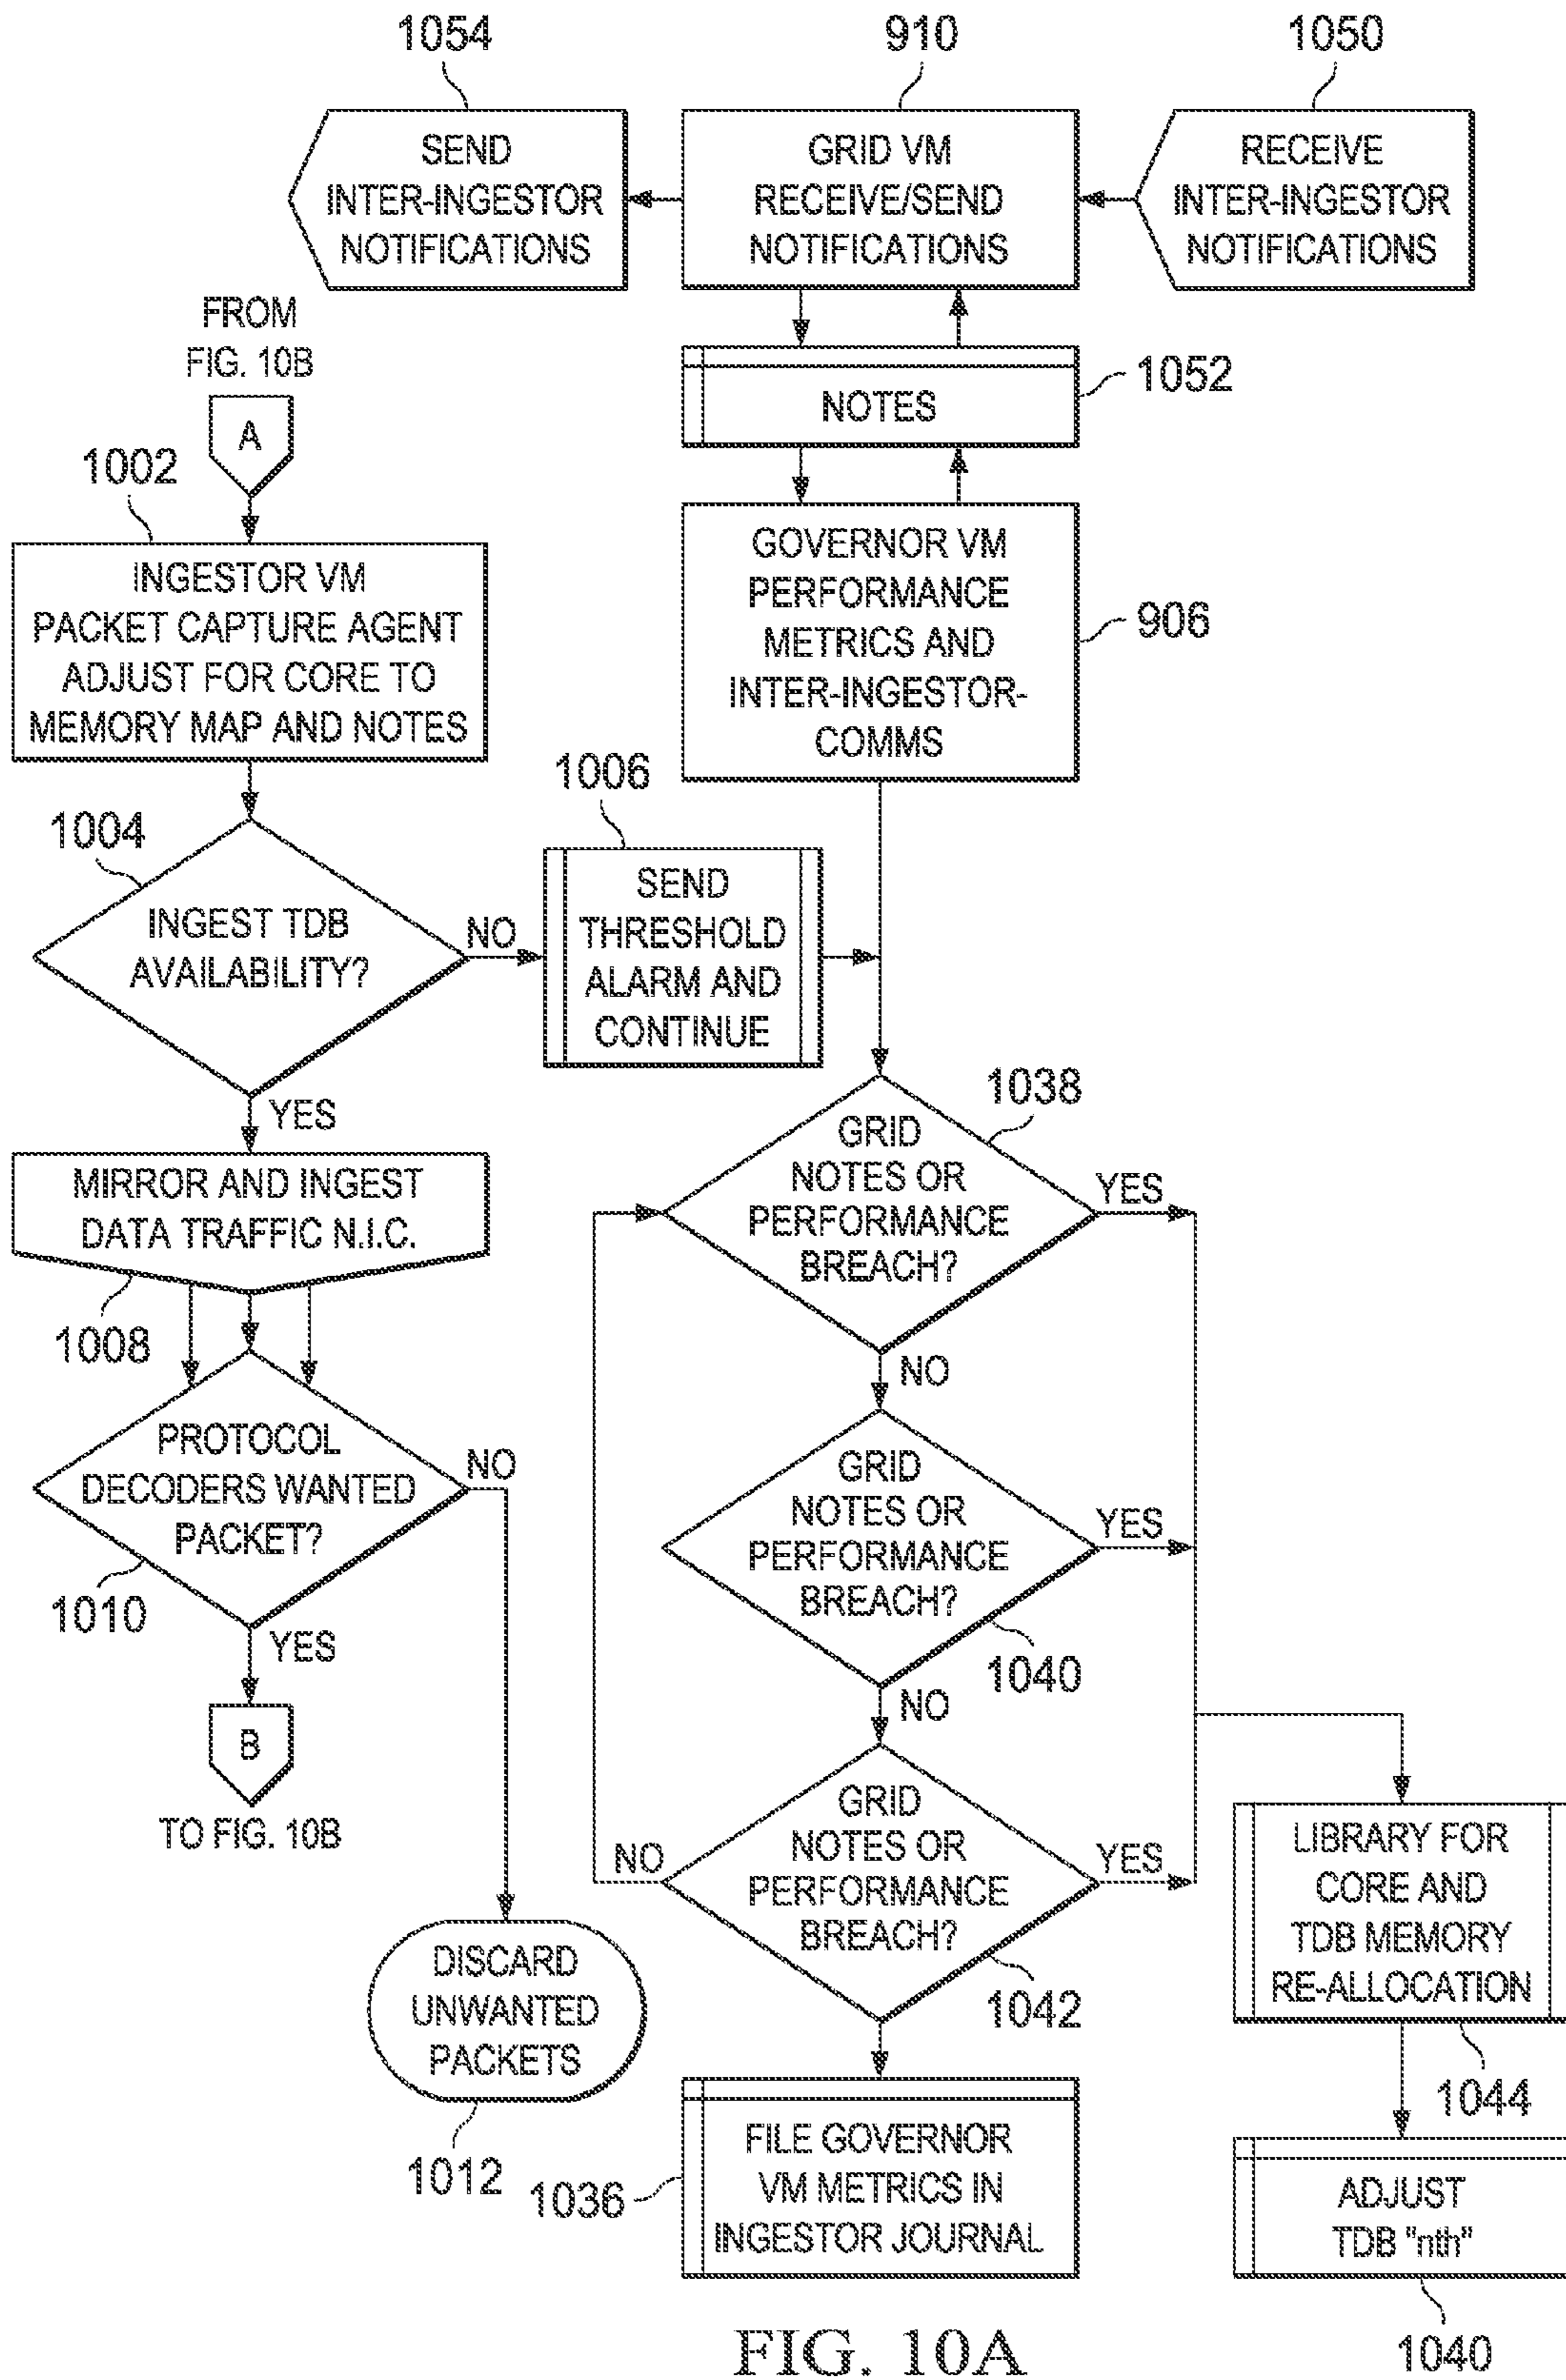 1054
910
1050
SEND
INTER-INGESTOR
NOTIFICATIONS
GRID VM
RECEIVE/SEND
NOTIFICATIONS
RECEIVE
INTER-INGESTOR
NOTIFICATIONS
FROM
FIG. 10B
A
NOTES
1052
1002
INGESTOR VM
PACKET CAPTURE AGENT
ADJUST FOR CORE TO
MEMORY MAP AND NOTES
GOVERNOR VM
PERFORMANCE
METRICS AND
INTER-INGESTOR-
COMMS
906
1004
INGEST TDB
AVAILABILITY?
NO
YES
1006
SEND
THRESHOLD
ALARM AND
CONTINUE
MIRROR AND INGEST
DATA TRAFFIC N.I.C.
1008
PROTOCOL
DECODERS WANTED
PACKET?
NO
1010
YES
B
TO FIG. 10B
DISCARD
UNWANTED
PACKETS
1012
1038
GRID
NOTES OR
PERFORMANCE
BREACH?
YES
NO
GRID
NOTES OR
PERFORMANCE
BREACH?
YES
1040
NO
GRID
NOTES OR
PERFORMANCE
BREACH?
NO
YES
1042
FILE GOVERNOR
VM METRICS IN
INGESTOR JOURNAL
1036
LIBRARY FOR
CORE AND
TDB MEMORY
RE-ALLOCATION
1044
ADJUST
TDB "nth"
1040
FIG. 10A